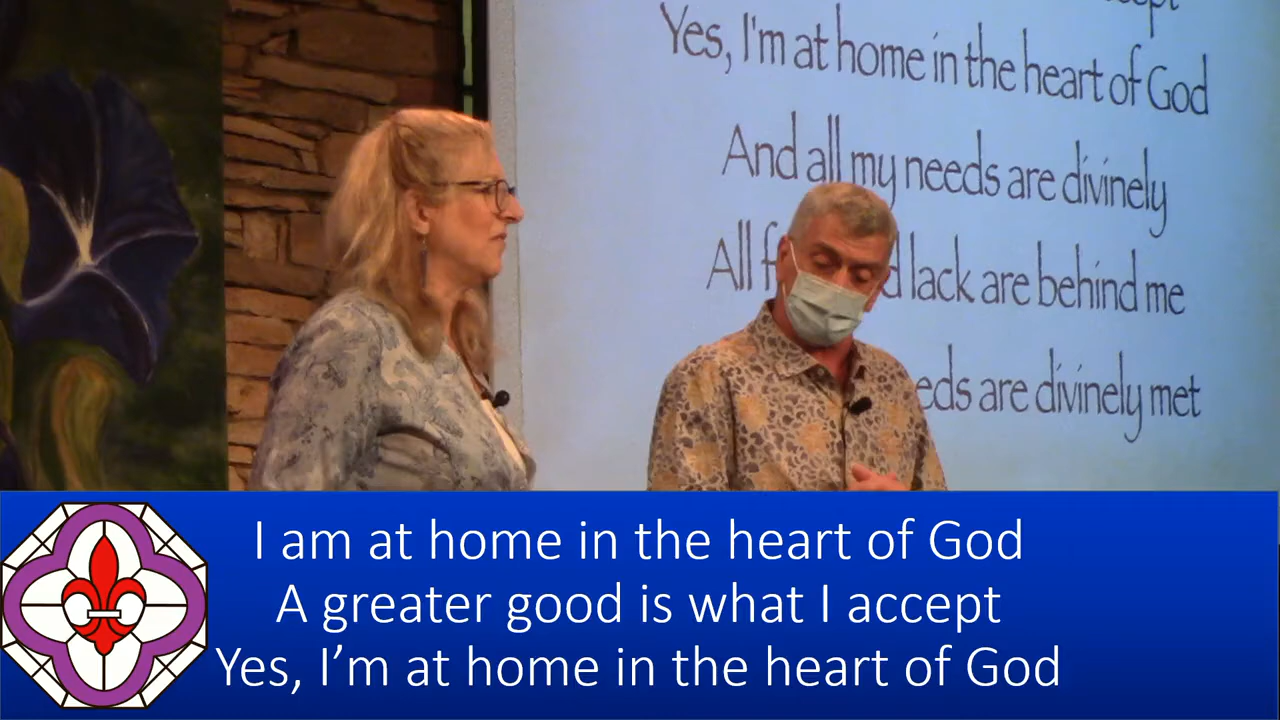 Yes, I'm at home in the heart of God
And all my needs are divinely
All lack are behind me
are divinely met
I am at home in the heart of God
A greater good is what I accept
Yes, I’m at home in the heart of God